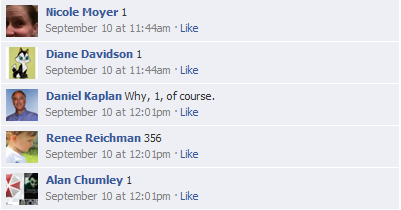 Nicole Moyer 1
September 10 at 11:44am · Like
Diane Davidson 1
September 10 at 11:44am · Like
Daniel Kaplan Why, 1, of course.
September 10 at 12:01pm · Like
Renee Reichman 356
September 10 at 12:01pm · Like
Alan Chumley 1
September 10 at 12:03pm · Like